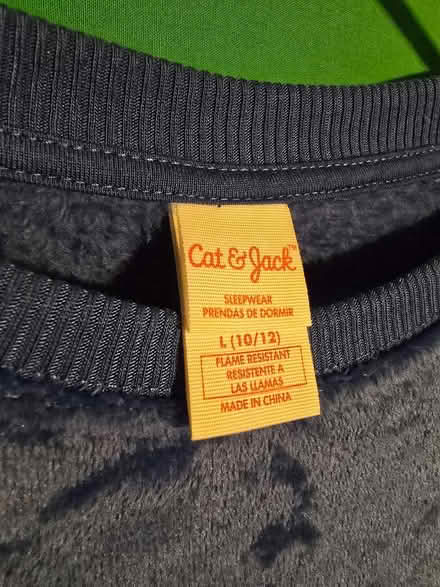 Cat & Jack™
SLEEPWEAR
PRENDAS DE DORMIR
L (10/12)
FLAME RESISTANT
RESISTENTE A
LAS LLAMAS
MADE IN CHINA